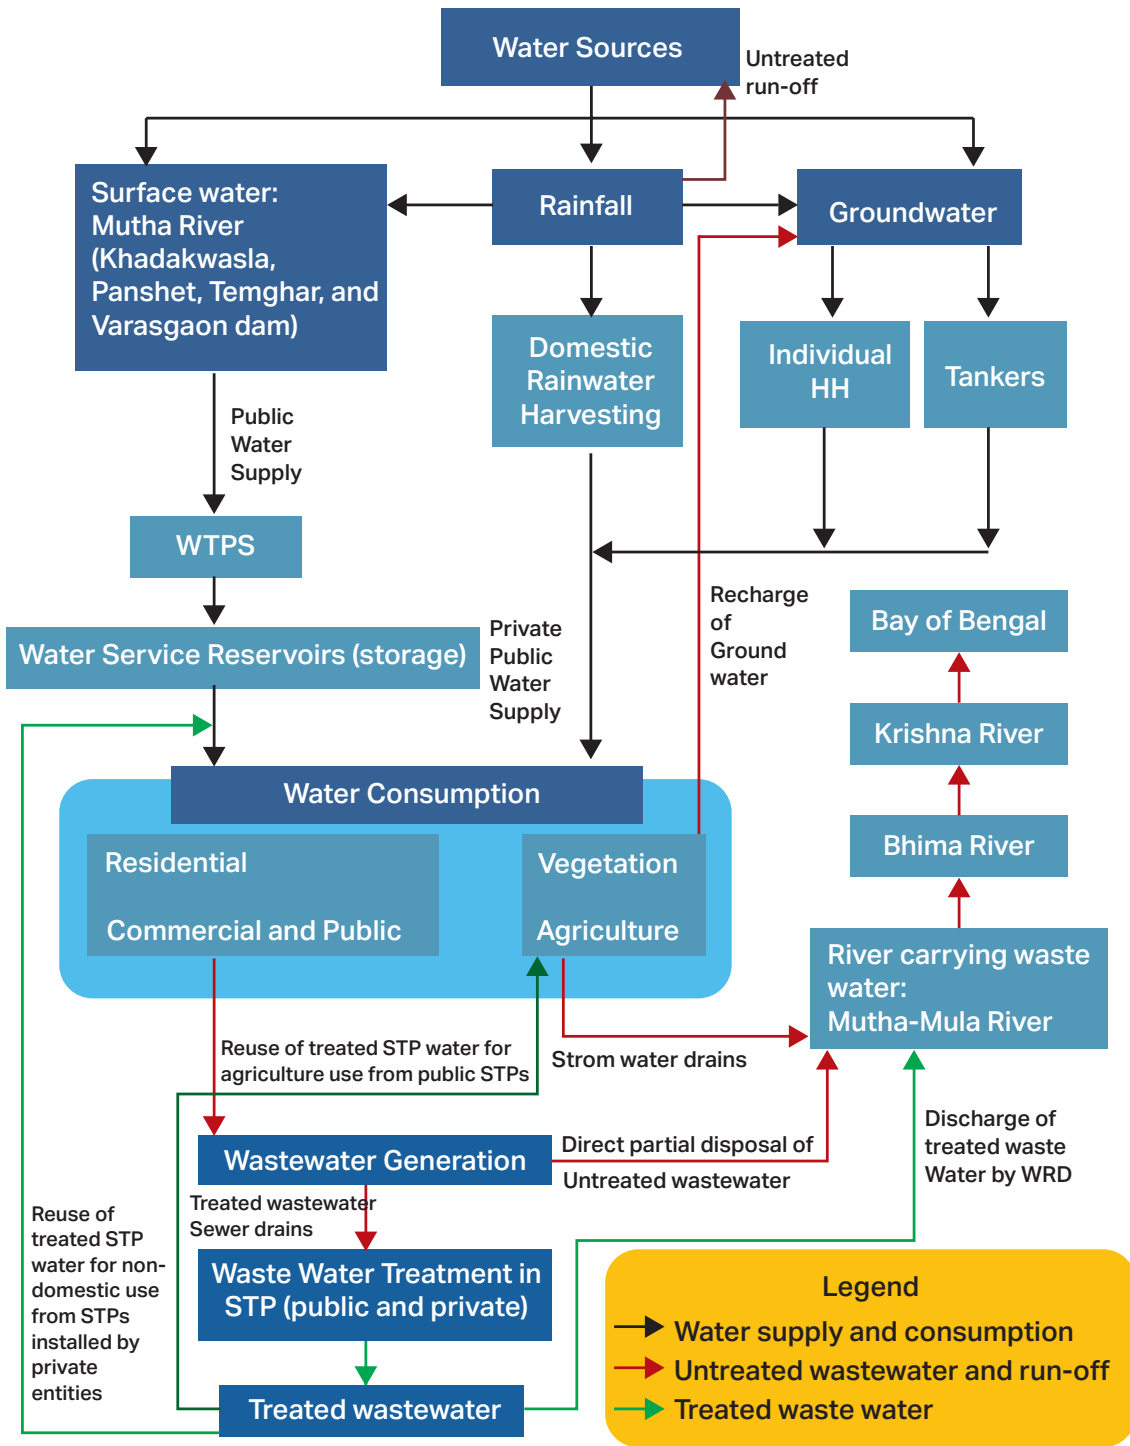 Water Sources
Untreated
run-off
Surface water:
Mutha River
(Khadakwasla,
Panshet, Temghar, and
Varasgaon dam)
Rainfall
Groundwater
Domestic
Rainwater
Harvesting
Individual
HH
Tankers
Public
Water
Supply
WTPS
Water Service Reservoirs (storage)
Private
Public
Water
Supply
Recharge
of
Ground
water
Bay of Bengal
Krishna River
Bhima River
Water Consumption
Residential
Commercial and Public
Vegetation
Agriculture
River carrying waste
water:
Mutha-Mula River
Reuse of treated STP water for
agriculture use from public STPs
Strom water drains
Wastewater Generation
Direct partial disposal of
Untreated wastewater
Discharge of
treated waste
Water by WRD
Treated wastewater
Sewer drains
Reuse of
treated STP
water for non-
domestic use
from STPs
installed by
private
entities
Waste Water Treatment in
STP (public and private)
Treated wastewater
Legend
Water supply and consumption
Untreated wastewater and run-off
Treated waste water